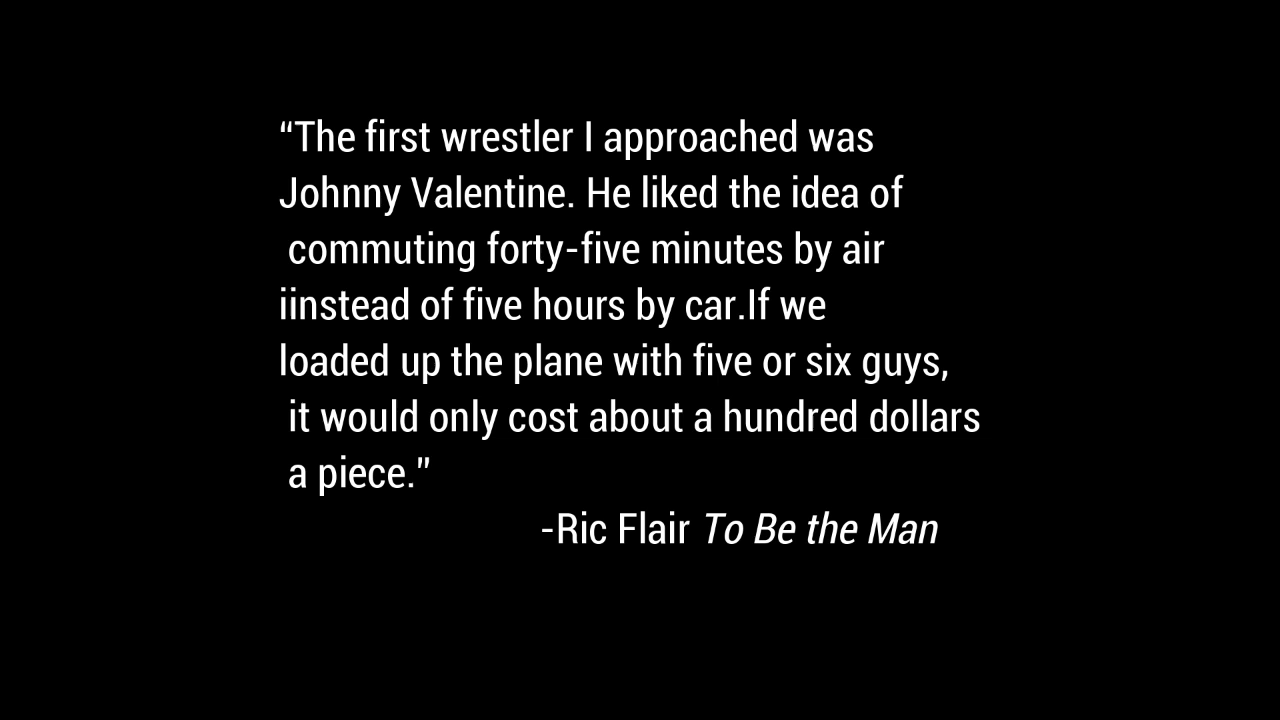 “The first wrestler I approached was
Johnny Valentine. He liked the idea of
commuting forty-five minutes by air
iinstead of five hours by car.If we
loaded up the plane with five or six guys,
it would only cost about a hundred dollars
a piece.”
-Ric Flair To Be the Man